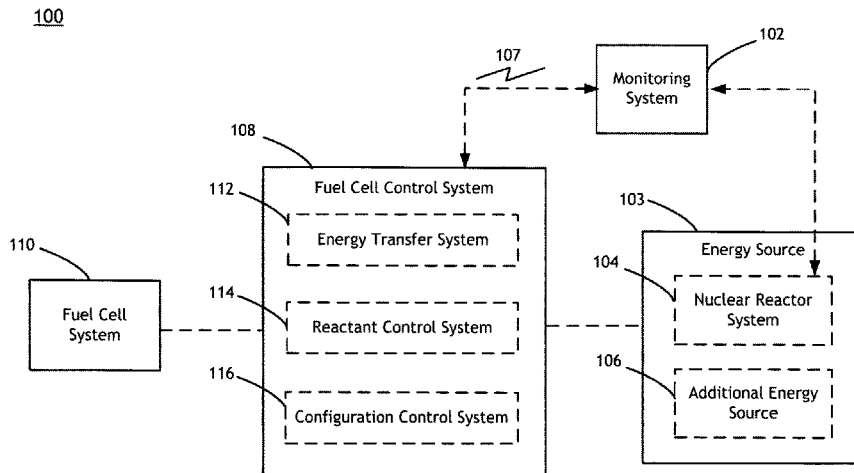 100
107
102
Monitoring
System
108
Fuel Cell Control System
112
Energy Transfer System
103
Energy Source
110
Fuel Cell
System
104
Nuclear Reactor
System
114
Reactant Control System
106
Additional Energy
Source
116
Configuration Control System